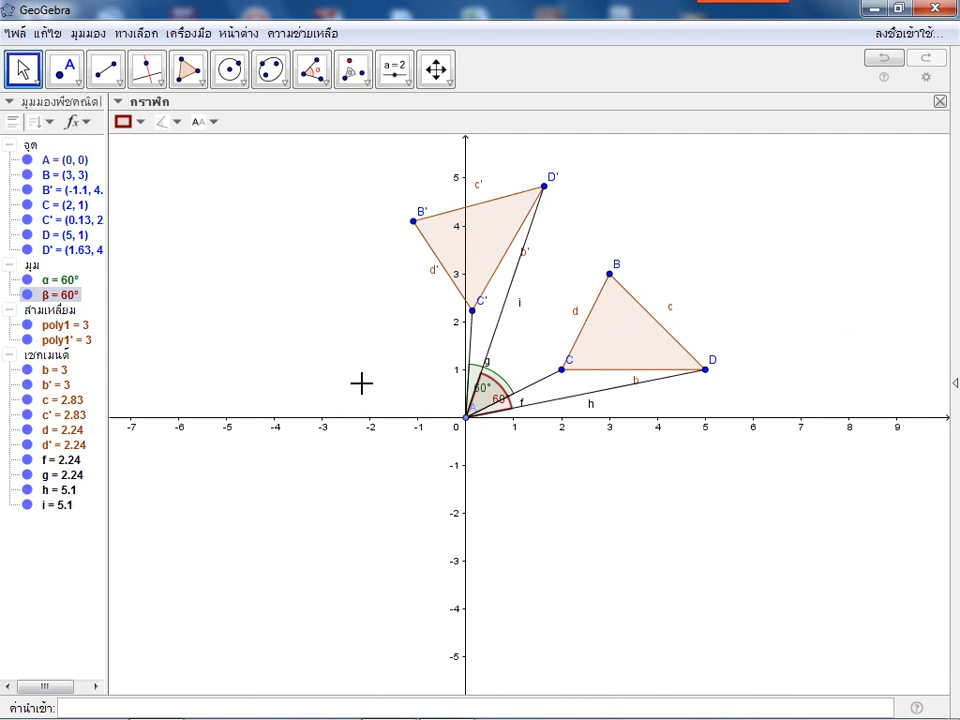 GeoGebra
ไฟล์ แก้ไข มุมมอง ทางเลือก เครื่องมือ หน้าต่าง ความช่วยเหลือ
ลงชื่อเข้าใช้...
A
α
a = 2
มุมมองพีชคณิต
กราฟิก
fx
AA
จุด
A = (0, 0)
B = (3, 3)
B' = (-1.1, 4.
C = (2, 1)
C' = (0.13, 2
D = (5, 1)
D' = (1.63, 4.
มุม
α = 60°
β = 60°
สามเหลี่ยม
poly1 = 3
poly1' = 3
เซกเมนต์
b = 3
b' = 3
c = 2.83
c' = 2.83
d = 2.24
d' = 2.24
f = 2.24
g = 2.24
h = 5.1
i = 5.1
D'
c'
B'
b'
d'
C'
i
B
d
c
C
D
b
g
60°
60°
f
h
A
5
4
3
2
1
-7 -6 -5 -4 -3 -2 -1 0 1 2 3 4 5 6 7 8 9
-1
-2
-3
-4
-5
ค่านำเข้า: